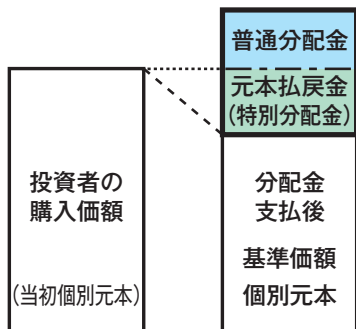 普通分配金
元本払戻金
(特別分配金)
投資者の
購入価額
(当初個別元本)
分配金
支払後
基準価額
個別元本